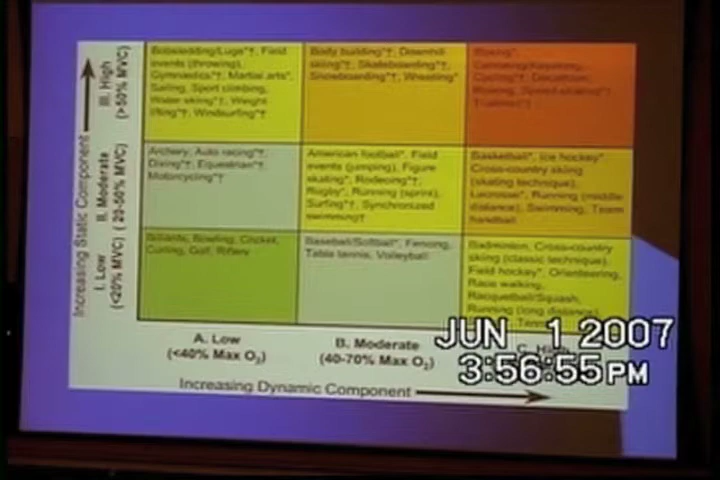 III. High
(>50% MVC)
Bobsledding/Luge*†, Field
events (throwing),
Gymnastics*†, Martial arts*,
Sailing, Sport climbing,
Water skiing*†, Weight
lifting*†, Windsurfing*†
Body building*†, Downhill
skiing*†, Skateboarding*†,
Snowboarding*†, Wrestling*
Boxing*,
Canoeing/Kayaking,
Cycling*†, Decathlon,
Rowing, Speed-skating*†
Triathlon*†
II. Moderate
(20-50% MVC)
Archery, Auto racing*†,
Diving*†, Equestrian*†,
Motorcycling*†
American football*, Field
events (jumping), Figure
skating*, Rodeoing*†,
Rugby*, Running (sprint),
Surfing*†, Synchronized
swimming†
Basketball*, Ice hockey*
Cross-country skiing
(skating technique),
Lacrosse*, Running (middle
distance), Swimming, Team
handball
I. Low
(<20% MVC)
Billiards, Bowling, Cricket,
Curling, Golf, Riflery
Baseball/Softball*, Fencing,
Table tennis, Volleyball
Badminton, Cross-country
skiing (classic technique),
Field hockey*, Orienteering,
Race walking,
Racquetball/Squash,
Running (long distance),
Increasing Static Component
A. Low
(<40% Max O₂)
B. Moderate
(40-70% Max O₂)
C. High
Increasing Dynamic Component
JUN 1 2007
3:56:55 PM